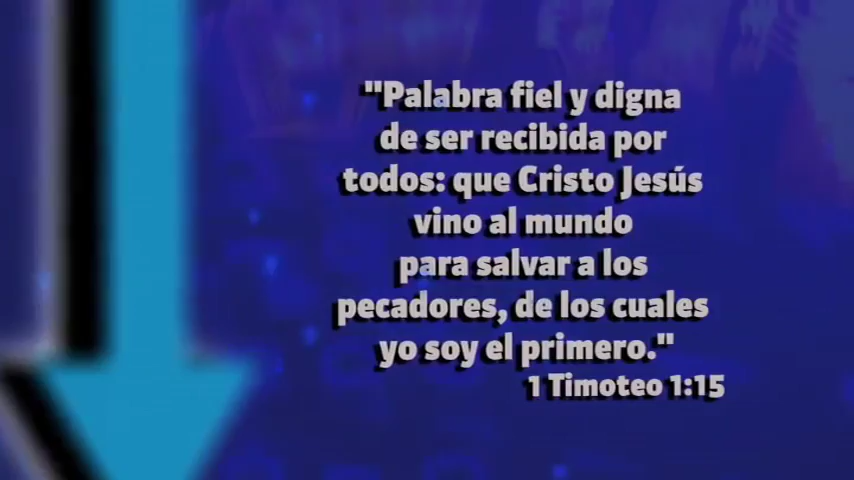 "Palabra fiel y digna
de ser recibida por
todos: que Cristo Jesús
vino al mundo
para salvar a los
pecadores, de los cuales
yo soy el primero."
1 Timoteo 1:15